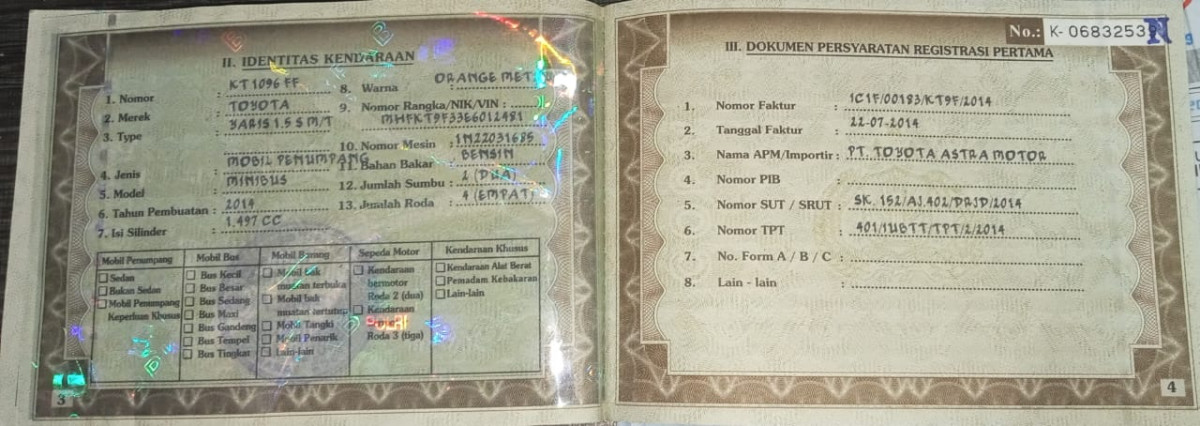 II. IDENTITAS KENDARAAN
1. Nomor : KT 1096 FF
2. Merek : TOYOTA
3. Type : YARIS 1.5 S M/T
4. Jenis : MOBIL PENUMPANG
5. Model : MINIBUS
6. Tahun Pembuatan : 2014
7. Isi Silinder : 1.497 CC
8. Warna : ORANGE
9. Nomor Rangka/NIK/VIN :
MHFKT9F33E6012481
10. Nomor Mesin : 1NZZ031685
11. Bahan Bakar : BENSIN
12. Jumlah Sumbu : 2 (DUA)
13. Jumlah Roda : 4 (EMPAT)
Mobil Penumpang
Sedan
Bukan Sedan
Mobil Penumpang
Keperluan Khusus
Mobil Bus
Bus Kecil
Bus Besar
Bus Sedang
Bus Maxi
Bus Gandeng
Bus Tempel
Bus Tingkat
Mobil Barang
Mobil bak
muatan terbuka
Mobil bak
muatan tertutup
Mobil Tangki
Mobil Penarik
Lain-lain
Sepeda Motor
Kendaraan
bermotor
Roda 2 (dua)
Kendaraan
Roda 3 (tiga)
Kendaraan Khusus
Kendaraan Alat Berat
Pemadam Kebakaran
Lain-lain
3
No.: K- 0683253
N
III. DOKUMEN PERSYARATAN REGISTRASI PERTAMA
1. Nomor Faktur : 1C1F/00183/KT9F/2014
2. Tanggal Faktur : 22-07-2014
3. Nama APM/Importir : PT. TOYOTA ASTRA MOTOR
4. Nomor PIB :
5. Nomor SUT / SRUT : SK. 152/AJ.402/DRJD/2014
6. Nomor TPT : 401/IUBTT/TPT/2/2014
7. No. Form A / B / C :
8. Lain - lain :
4